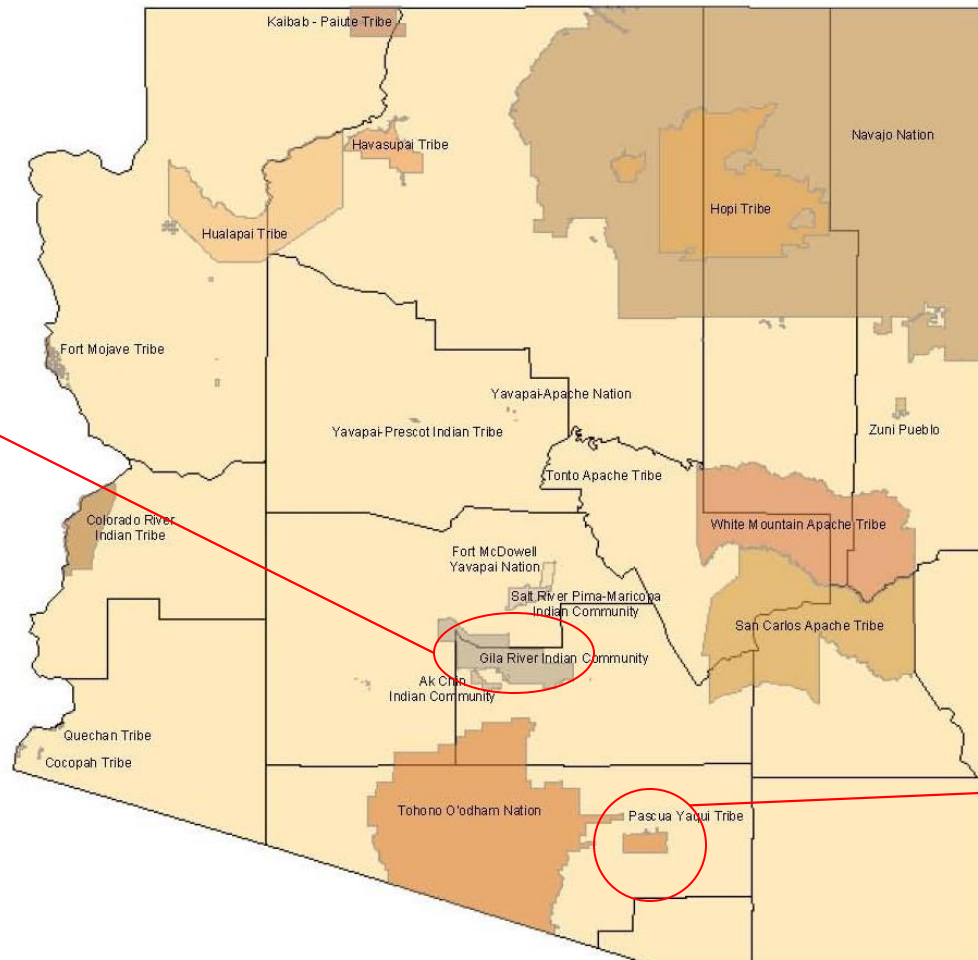 Kaibab - Paiute Tribe
Havasupai Tribe
Navajo Nation
Hopi Tribe
Hualapai Tribe
Fort Mojave Tribe
Yavapai-Apache Nation
Yavapai-Prescot Indian Tribe
Zuni Pueblo
Tonto Apache Tribe
Colorado River
Indian Tribe
White Mountain Apache Tribe
Fort McDowell
Yavapai Nation
Salt River Pima-Maricopa
Indian Community
San Carlos Apache Tribe
Gila River Indian Community
Ak Chin
Indian Community
Quechan Tribe
Cocopah Tribe
Tohono O'odham Nation
Pascua Yaqui Tribe